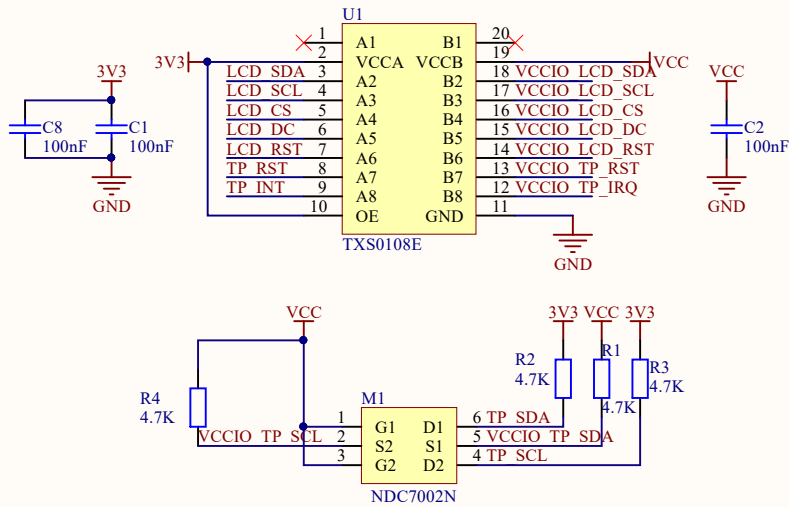 U1
1 A1 B1 20
3V3 2 VCCA VCCB 19 VCC
LCD_SDA 3 A2 B2 18 VCCIO_LCD_SDA
LCD_SCL 4 A3 B3 17 VCCIO_LCD_SCL
LCD_CS 5 A4 B4 16 VCCIO_LCD_CS
LCD_DC 6 A5 B5 15 VCCIO_LCD_DC
LCD_RST 7 A6 B6 14 VCCIO_LCD_RST
TP_RST 8 A7 B7 13 VCCIO_TP_RST
TP_INT 9 A8 B8 12 VCCIO_TP_IRQ
10 OE GND 11
TXS0108E
GND
3V3
C8
100nF
C1
100nF
GND
VCC
C2
100nF
GND
VCC
R4
4.7K
M1
VCCIO_TP_SCL
1 G1 D1 6 TP_SDA
2 S2 S1 5 VCCIO_TP_SDA
3 G2 D2 4 TP_SCL
NDC7002N
3V3 VCC 3V3
R2
4.7K
R1
4.7K
R3
4.7K